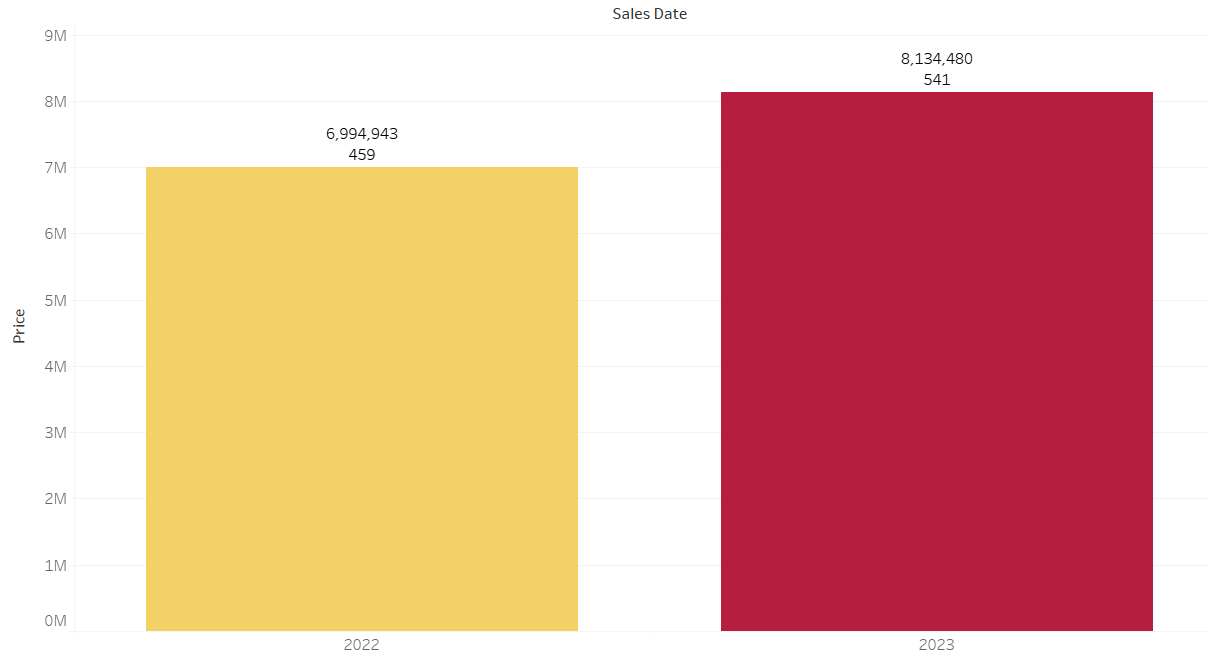 Sales Date
9M
8M
7M
6M
5M
4M
3M
2M
1M
0M
Price
6,994,943
459
8,134,480
541
2022
2023